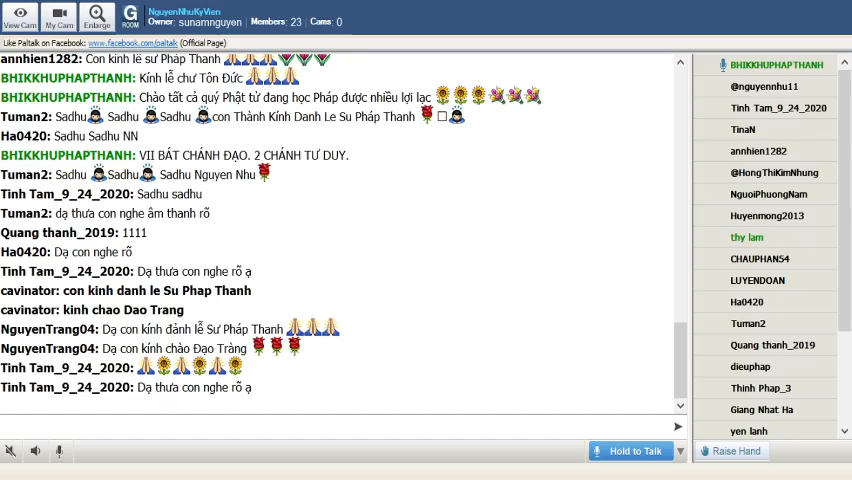 View Cam
My Cam
Enlarge
G
ROOM
NguyenNhuKyVien
Owner: sunamnguyen Members: 23 Cams: 0
Like Paltalk on Facebook: www.facebook.com/paltalk (Official Page)
annhien1282: Con kính lễ sư Pháp Thanh
BHIKKHUPHAPTHANH: Kính lễ chư Tôn Đức
BHIKKHUPHAPTHANH: Chào tất cả quý Phật tử đang học Pháp được nhiều lợi lạc
Tuman2: Sadhu Sadhu Sadhu con Thành Kính Danh Le Su Pháp Thanh
Ha0420: Sadhu Sadhu NN
BHIKKHUPHAPTHANH: VII BÁT CHÁNH ĐẠO. 2 CHÁNH TƯ DUY.
Tuman2: Sadhu Sadhu Sadhu Nguyen Nhu
Tinh Tam_9_24_2020: Sadhu sadhu
Tuman2: dạ thưa con nghe âm thanh rõ
Quang thanh_2019: 1111
Ha0420: Dạ con nghe rõ
Tinh Tam_9_24_2020: Dạ thưa con nghe rõ ạ
cavinator: con kinh danh le Su Phap Thanh
cavinator: kinh chao Dao Trang
NguyenTrang04: Dạ con kính đảnh lễ Sư Pháp Thanh
NguyenTrang04: Dạ con kính chào Đạo Tràng
Tinh Tam_9_24_2020:
Tinh Tam_9_24_2020: Dạ thưa con nghe rõ ạ
Hold to Talk
BHIKKHUPHAPTHANH
@nguyennhu11
Tinh Tam_9_24_2020
TinaN
annhien1282
@HongThiKimNhung
NguoiPhuongNam
Huyenmong2013
thy lam
CHAUPHAN54
LUYENDOAN
Ha0420
Tuman2
Quang thanh_2019
dieuphap
Thinh Phap_3
Giang Nhat Ha
yen lanh
Raise Hand